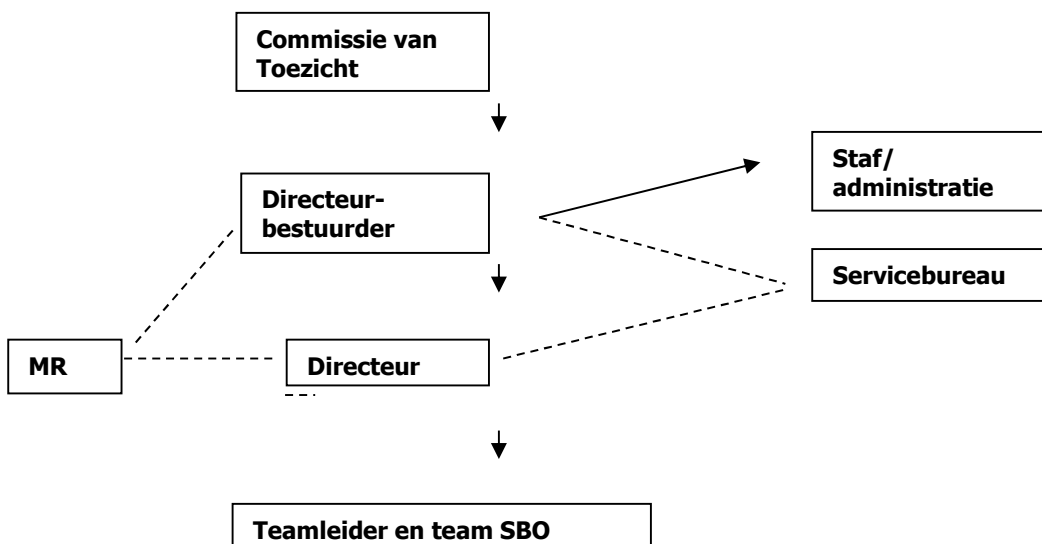 Commissie van
Toezicht
Staf/
administratie
Directeur-
bestuurder
Servicebureau
MR
Directeur
Teamleider en team SBO